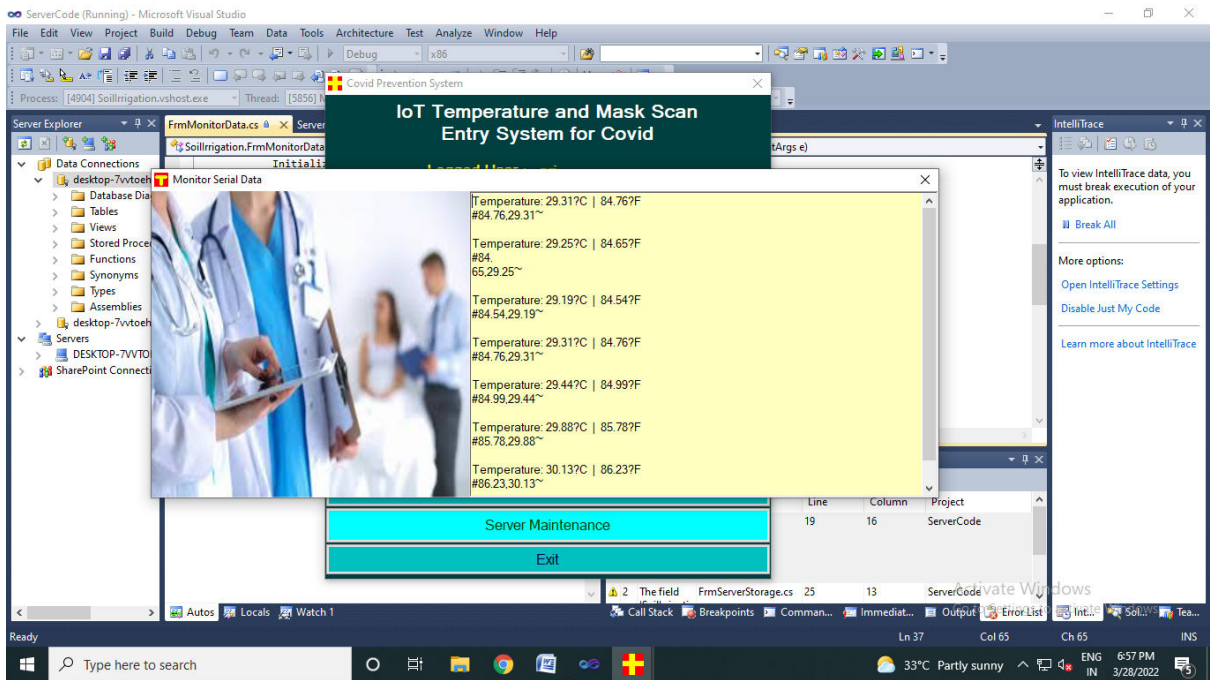 ServerCode (Running) - Microsoft Visual Studio
File Edit View Project Build Debug Team Data Tools Architecture Test Analyze Window Help
Debug x86
Process: [4904] SoilIrrigation.vshost.exe Thread: [5856]
Covid Prevention System
IoT Temperature and Mask Scan
Entry System for Covid
Server Explorer
Data Connections
desktop-7vvtoeh
Database Dia
Tables
Views
Stored Proce
Functions
Synonyms
Types
Assemblies
desktop-7vvtoeh
Servers
DESKTOP-7VVTO
SharePoint Connecti
FrmMonitorData.cs Server
SoilIrrigation.FrmMonitorData tArgs e)
Initializ
Monitor Serial Data
Temperature: 29.31?C | 84.76?F
#84.76,29.31~
Temperature: 29.25?C | 84.65?F
#84.
65,29.25~
Temperature: 29.19?C | 84.54?F
#84.54,29.19~
Temperature: 29.31?C | 84.76?F
#84.76,29.31~
Temperature: 29.44?C | 84.99?F
#84.99,29.44~
Temperature: 29.88?C | 85.78?F
#85.78,29.88~
Temperature: 30.13?C | 86.23?F
#86.23,30.13~
Server Maintenance
Exit
IntelliTrace
To view IntelliTrace data, you
must break execution of your
application.
Break All
More options:
Open IntelliTrace Settings
Disable Just My Code
Learn more about IntelliTrace
Line Column Project
19 16 ServerCode
2 The field FrmServerStorage.cs 25 13 ServerCode
Activate Windows
Autos Locals Watch 1
Call Stack Breakpoints Comman... Immediat... Output Error List
Int... Sol... Tea...
Ready Ln 37 Col 65 Ch 65 INS
Type here to search
33°C Partly sunny
ENG
IN
6:57 PM
3/28/2022
5